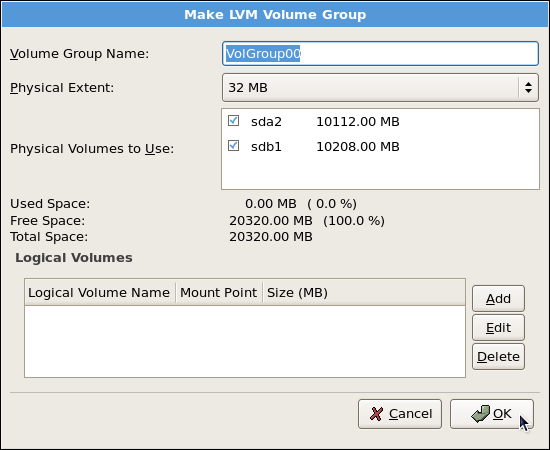 Make LVM Volume Group
Volume Group Name: VolGroup00
Physical Extent: 32 MB
Physical Volumes to Use:
sda2 10112.00 MB
sdb1 10208.00 MB
Used Space: 0.00 MB ( 0.0 %)
Free Space: 20320.00 MB (100.0 %)
Total Space: 20320.00 MB
Logical Volumes
Logical Volume Name Mount Point Size (MB)
Add
Edit
Delete
Cancel OK